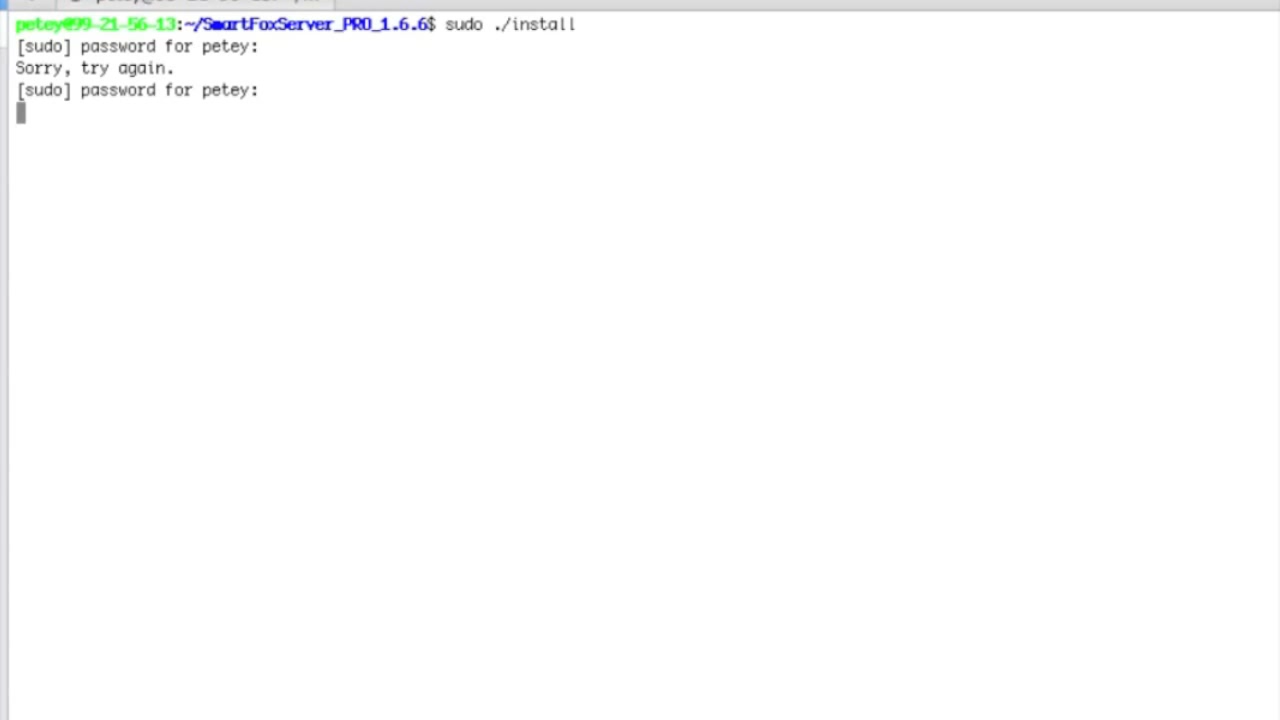 petey@99-21-56-13:~/SmartFoxServer_PRO_1.6.6$ sudo ./install
[sudo] password for petey:
Sorry, try again.
[sudo] password for petey: